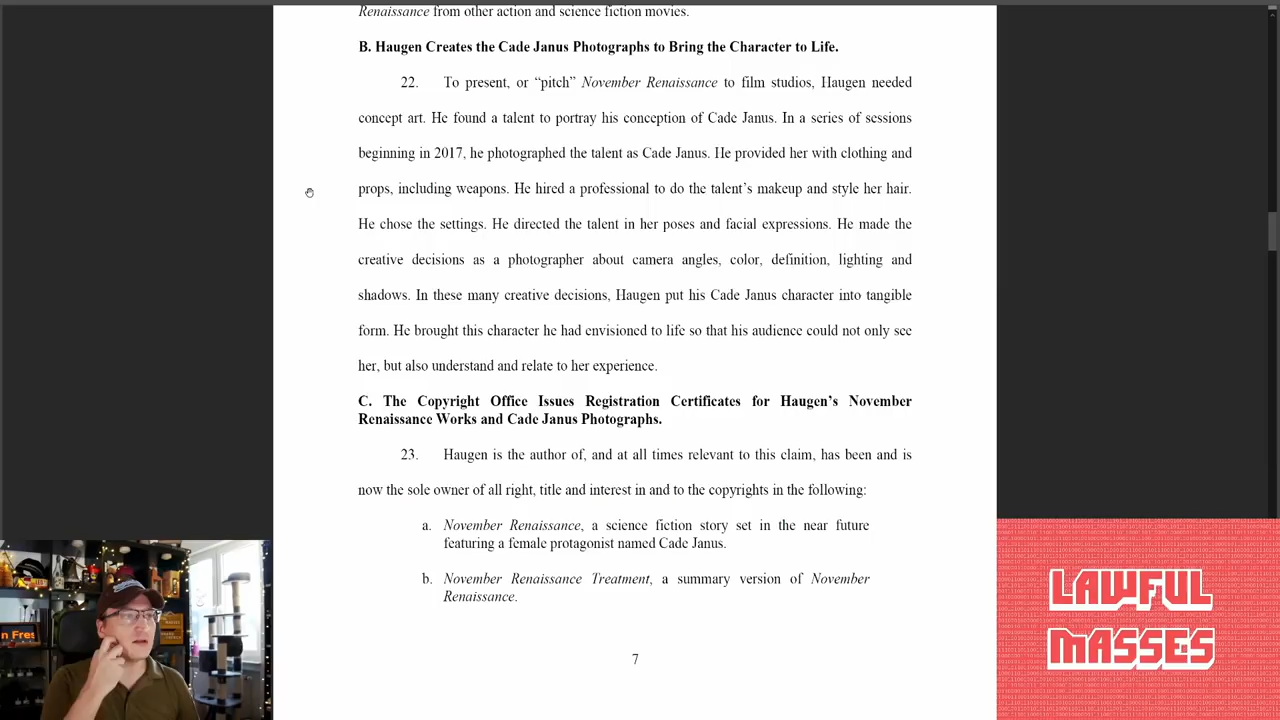 Renaissance from other action and science fiction movies.
B. Haugen Creates the Cade Janus Photographs to Bring the Character to Life.
22. To present, or “pitch” November Renaissance to film studios, Haugen needed
concept art. He found a talent to portray his conception of Cade Janus. In a series of sessions
beginning in 2017, he photographed the talent as Cade Janus. He provided her with clothing and
props, including weapons. He hired a professional to do the talent’s makeup and style her hair.
He chose the settings. He directed the talent in her poses and facial expressions. He made the
creative decisions as a photographer about camera angles, color, definition, lighting and
shadows. In these many creative decisions, Haugen put his Cade Janus character into tangible
form. He brought this character he had envisioned to life so that his audience could not only see
her, but also understand and relate to her experience.
C. The Copyright Office Issues Registration Certificates for Haugen’s November
Renaissance Works and Cade Janus Photographs.
23. Haugen is the author of, and at all times relevant to this claim, has been and is
now the sole owner of all right, title and interest in and to the copyrights in the following:
a. November Renaissance, a science fiction story set in the near future
featuring a female protagonist named Cade Janus.
b. November Renaissance Treatment, a summary version of November
Renaissance.
7
n Fres
LAWFUL
MASSES